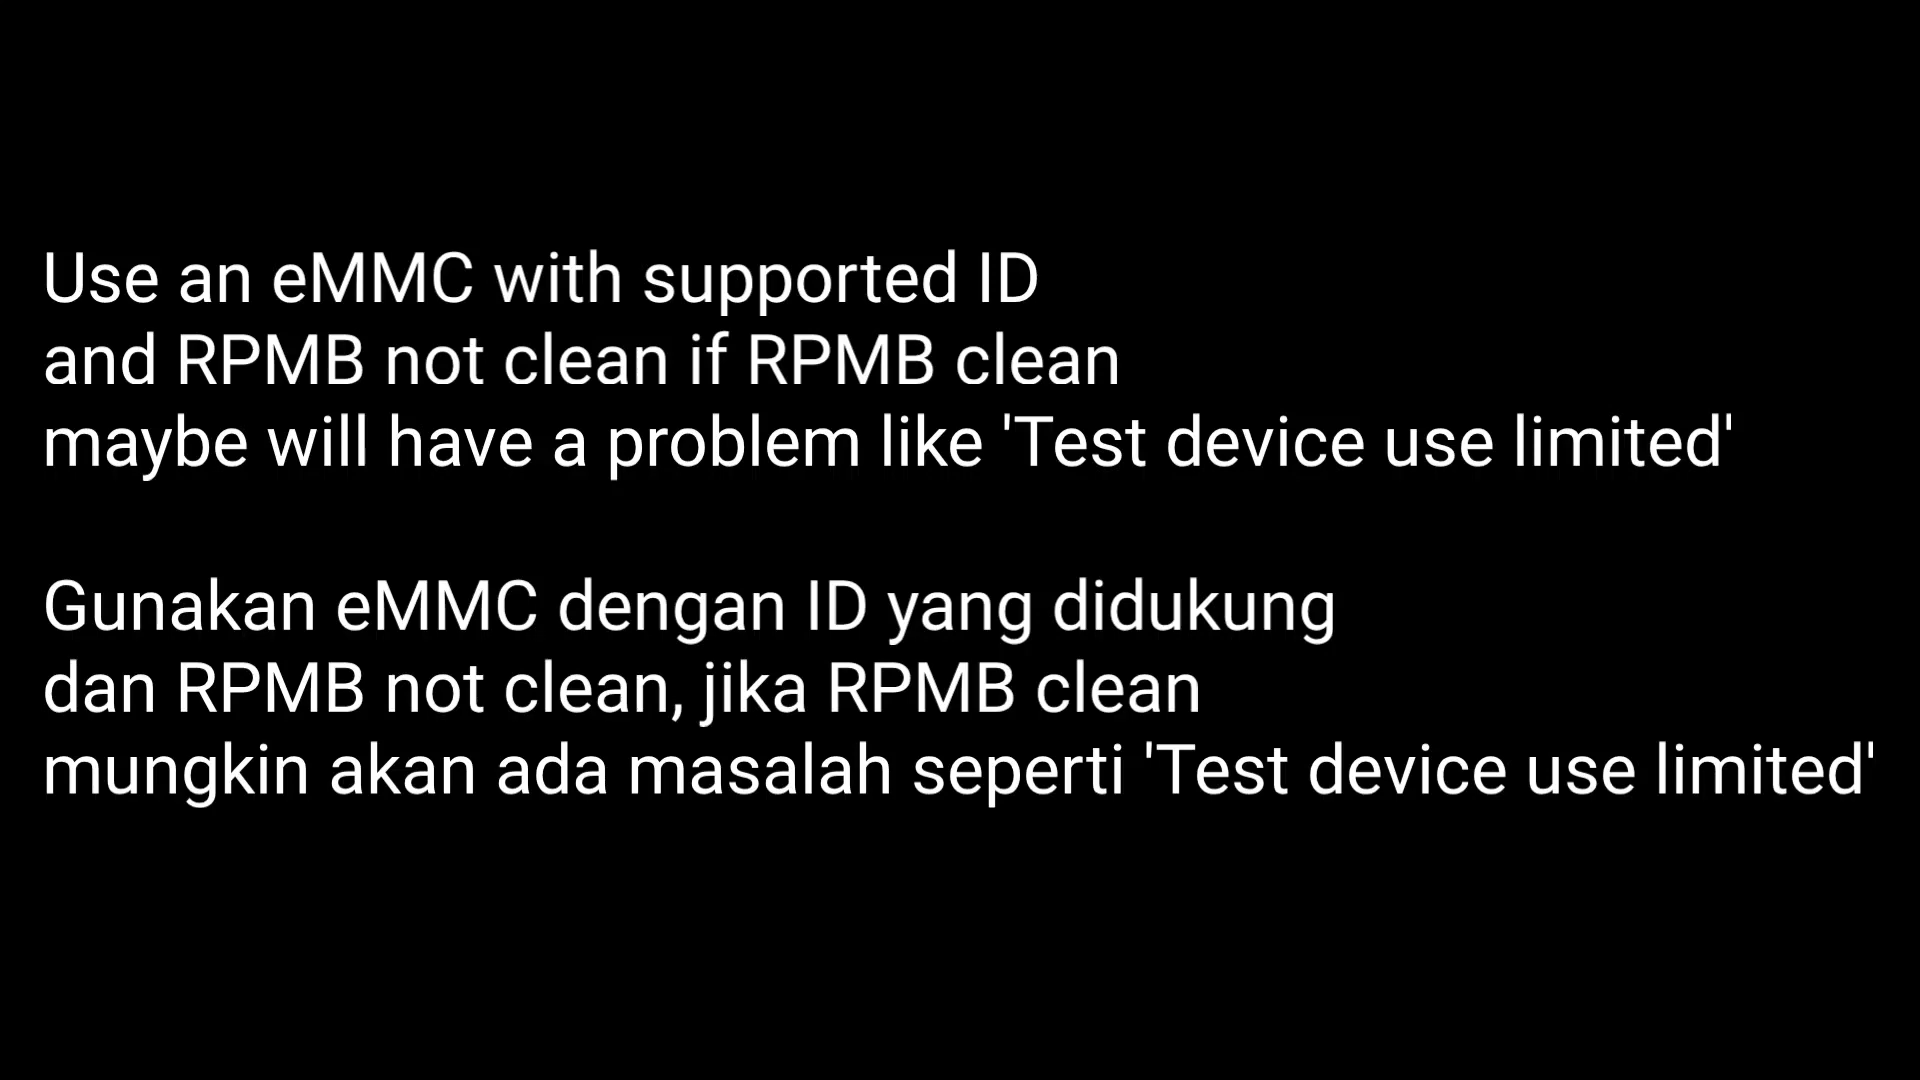 Use an eMMC with supported ID
and RPMB not clean if RPMB clean
maybe will have a problem like 'Test device use limited'
Gunakan eMMC dengan ID yang didukung
dan RPMB not clean, jika RPMB clean
mungkin akan ada masalah seperti 'Test device use limited'